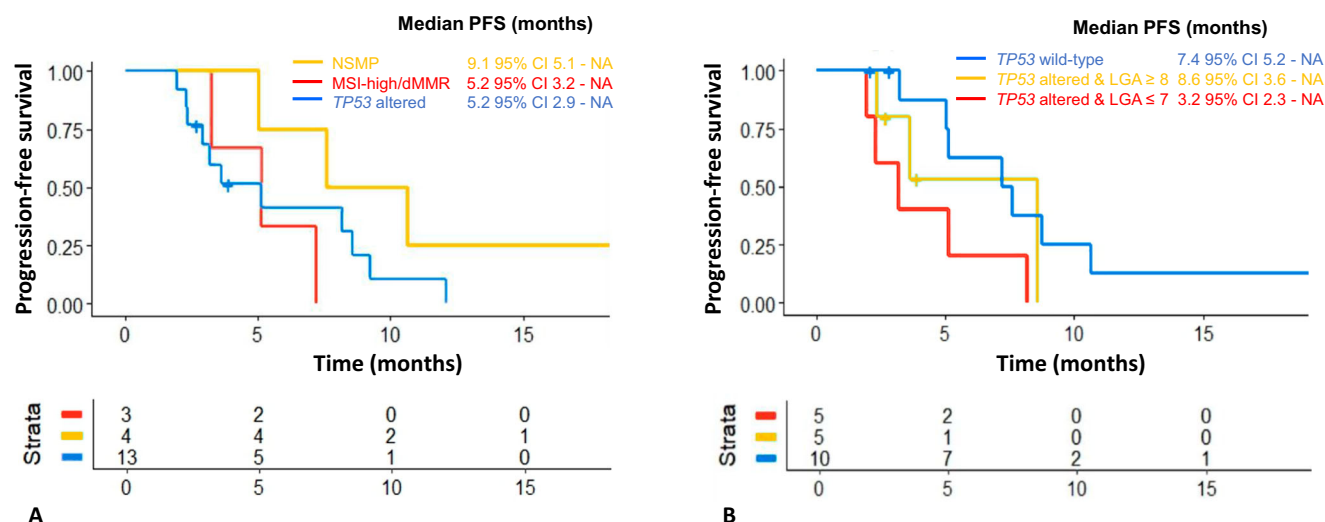 Median PFS (months)
NSMP 9.1 95% CI 5.1 - NA
MSI-high/dMMR 5.2 95% CI 3.2 - NA
TP53 altered 5.2 95% CI 2.9 - NA
Progression-free survival
1.00
0.75
0.50
0.25
0.00
0 5 10 15
Time (months)
Strata
3 2 0 0
4 4 2 1
13 5 1 0
0 5 10 15
A
Median PFS (months)
TP53 wild-type 7.4 95% CI 5.2 - NA
TP53 altered & LGA ≥ 8 8.6 95% CI 3.6 - NA
TP53 altered & LGA ≤ 7 3.2 95% CI 2.3 - NA
Progression-free survival
1.00
0.75
0.50
0.25
0.00
0 5 10 15
Time (months)
Strata
5 2 0 0
5 1 0 0
10 7 2 1
0 5 10 15
B